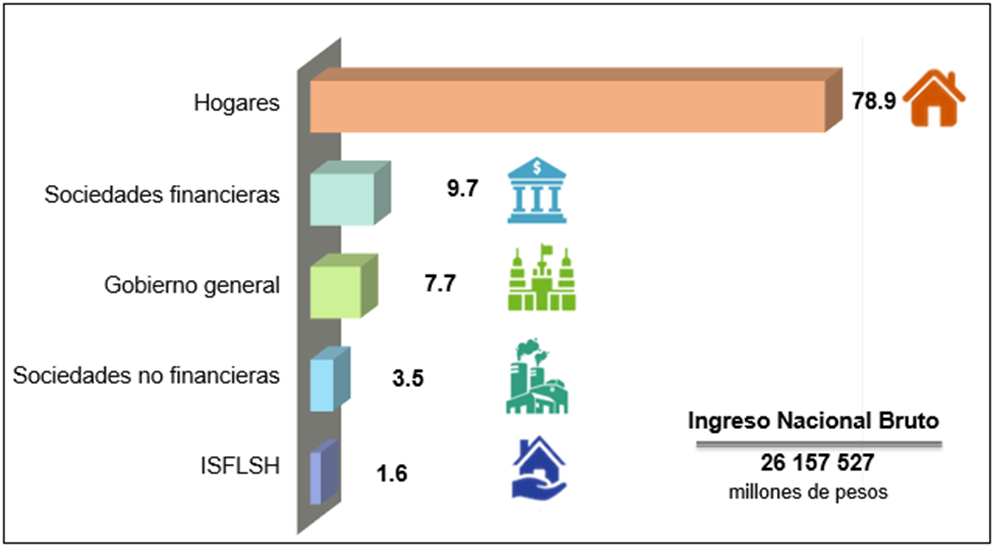 Hogares
78.9
Sociedades financieras
9.7
$
Gobierno general
7.7
Sociedades no financieras
3.5
ISFLSH
1.6
Ingreso Nacional Bruto
26 157 527
millones de pesos